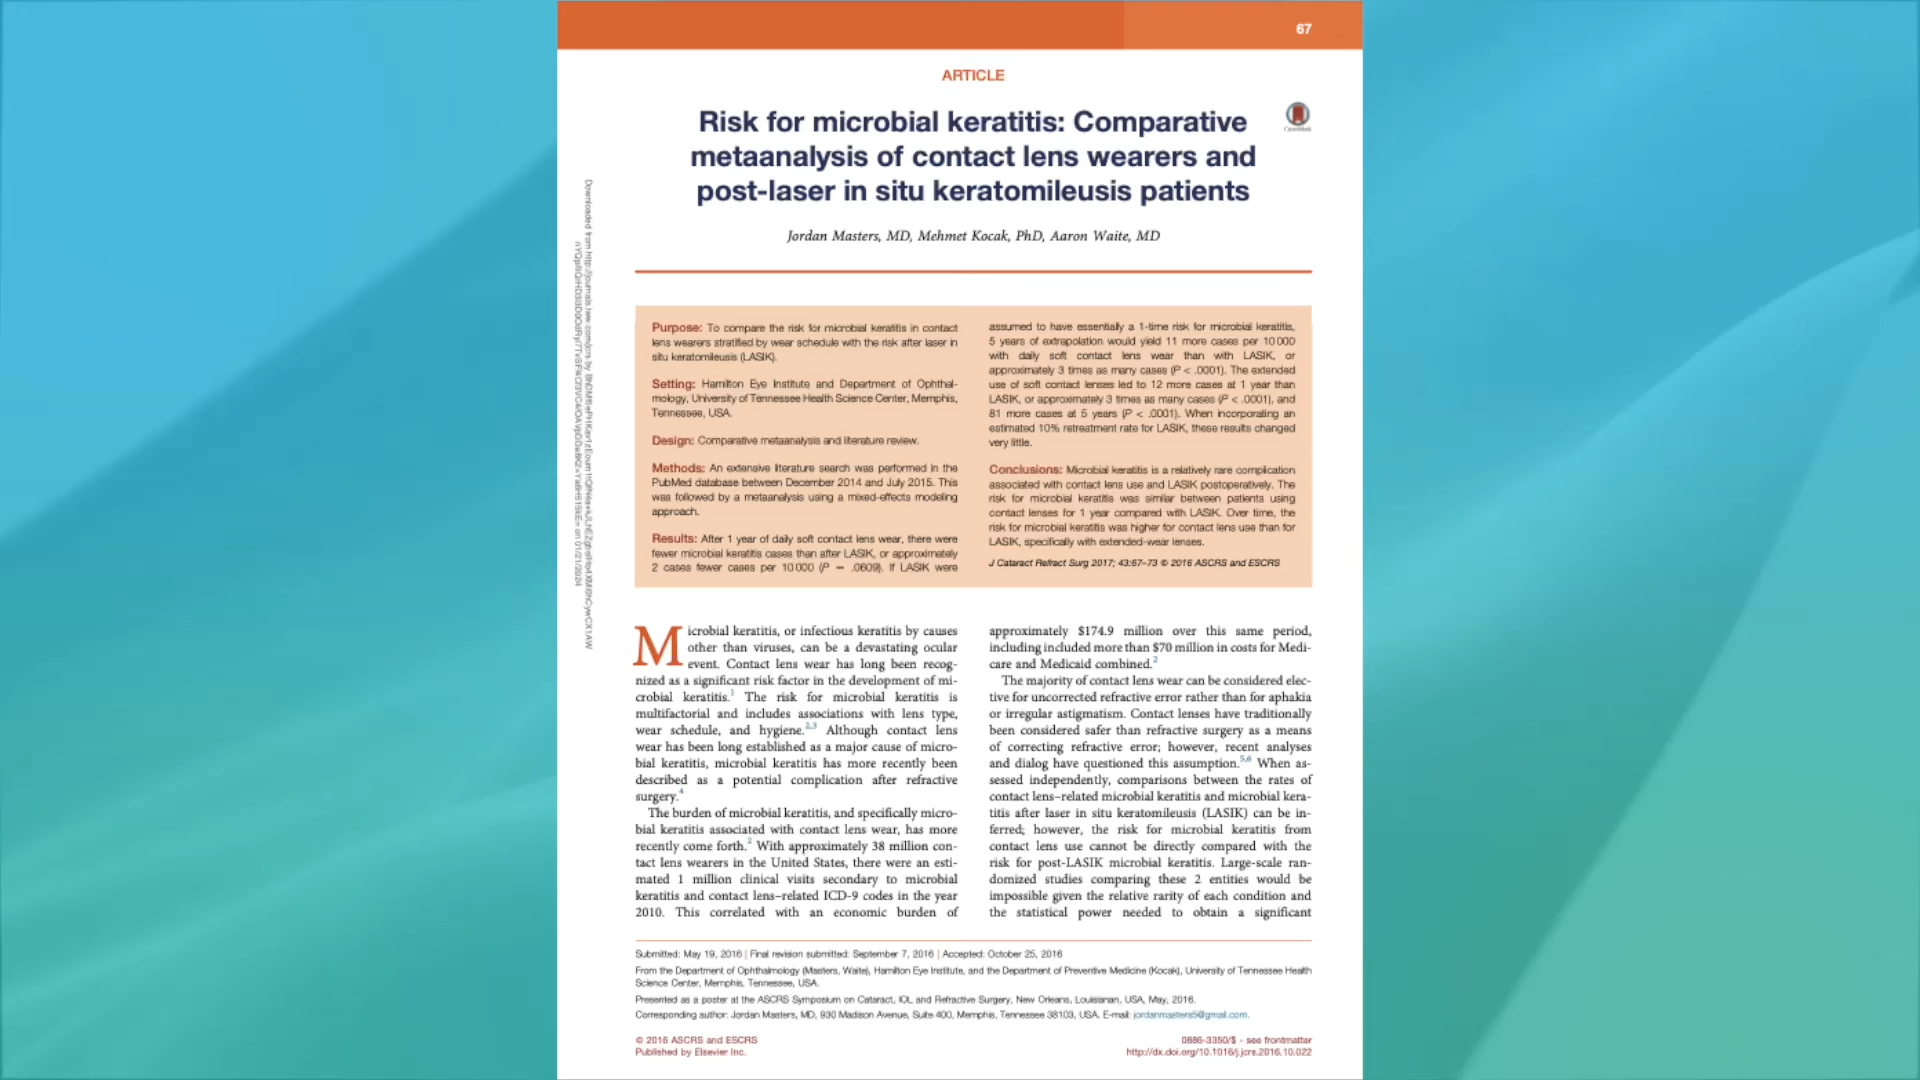 67
ARTICLE
Risk for microbial keratitis: Comparative
metaanalysis of contact lens wearers and
post-laser in situ keratomileusis patients
Jordan Masters, MD, Mehmet Kocak, PhD, Aaron Waite, MD
Purpose: To compare the risk for microbial keratitis in contact
lens wearers stratified by wear schedule with the risk after laser in
situ keratomileusis (LASIK).
Setting: Hamilton Eye Institute and Department of Ophthal-
mology, University of Tennessee Health Science Center, Memphis,
Tennessee, USA.
Design: Comparative metaanalysis and literature review.
Methods: An extensive literature search was performed in the
PubMed database between December 2014 and July 2015. This
was followed by a metaanalysis using a mixed-effects modeling
approach.
Results: After 1 year of daily soft contact lens wear, there were
fewer microbial keratitis cases than after LASIK, or approximately
2 cases fewer cases per 10 000 (P = .0609). If LASIK were
assumed to have essentially a 1-time risk for microbial keratitis,
5 years of extrapolation would yield 11 more cases per 10 000
with daily soft contact lens wear than with LASIK, or
approximately 3 times as many cases (P < .0001). The extended
use of soft contact lenses led to 12 more cases at 1 year than
LASIK, or approximately 3 times as many cases (P < .0001), and
81 more cases at 5 years (P < .0001). When incorporating an
estimated 10% retreatment rate for LASIK, these results changed
very little.
Conclusions: Microbial keratitis is a relatively rare complication
associated with contact lens use and LASIK postoperatively. The
risk for microbial keratitis was similar between patients using
contact lenses for 1 year compared with LASIK. Over time, the
risk for microbial keratitis was higher for contact lens use than for
LASIK, specifically with extended-wear lenses.
J Cataract Refract Surg 2017; 43:67–73 © 2016 ASCRS and ESCRS
Microbial keratitis, or infectious keratitis by causes
other than viruses, can be a devastating ocular
event. Contact lens wear has long been recog-
nized as a significant risk factor in the development of mi-
crobial keratitis.1 The risk for microbial keratitis is
multifactorial and includes associations with lens type,
wear schedule, and hygiene.2,3 Although contact lens
wear has been long established as a major cause of micro-
bial keratitis, microbial keratitis has more recently been
described as a potential complication after refractive
surgery.4
The burden of microbial keratitis, and specifically micro-
bial keratitis associated with contact lens wear, has more
recently come forth.2 With approximately 38 million con-
tact lens wearers in the United States, there were an esti-
mated 1 million clinical visits secondary to microbial
keratitis and contact lens–related ICD-9 codes in the year
2010. This correlated with an economic burden of
approximately $174.9 million over this same period,
including included more than $70 million in costs for Medi-
care and Medicaid combined.2
The majority of contact lens wear can be considered elec-
tive for uncorrected refractive error rather than for aphakia
or irregular astigmatism. Contact lenses have traditionally
been considered safer than refractive surgery as a means
of correcting refractive error; however, recent analyses
and dialog have questioned this assumption.5,6 When as-
sessed independently, comparisons between the rates of
contact lens–related microbial keratitis and microbial kera-
titis after laser in situ keratomileusis (LASIK) can be in-
ferred; however, the risk for microbial keratitis from
contact lens use cannot be directly compared with the
risk for post-LASIK microbial keratitis. Large-scale ran-
domized studies comparing these 2 entities would be
impossible given the relative rarity of each condition and
the statistical power needed to obtain a significant
Submitted: May 19, 2016 | Final revision submitted: September 7, 2016 | Accepted: October 25, 2016
From the Department of Ophthalmology (Masters, Waite), Hamilton Eye Institute, and the Department of Preventive Medicine (Kocak), University of Tennessee Health
Science Center, Memphis, Tennessee, USA.
Presented as a poster at the ASCRS Symposium on Cataract, IOL and Refractive Surgery, New Orleans, Louisianan, USA, May, 2016.
Corresponding author: Jordan Masters, MD, 930 Madison Avenue, Suite 400, Memphis, Tennessee 38103, USA. E-mail: jordanmasters5@gmail.com.
© 2016 ASCRS and ESCRS
Published by Elsevier Inc.
0886-3350/$ - see frontmatter
http://dx.doi.org/10.1016/j.jcrs.2016.10.022